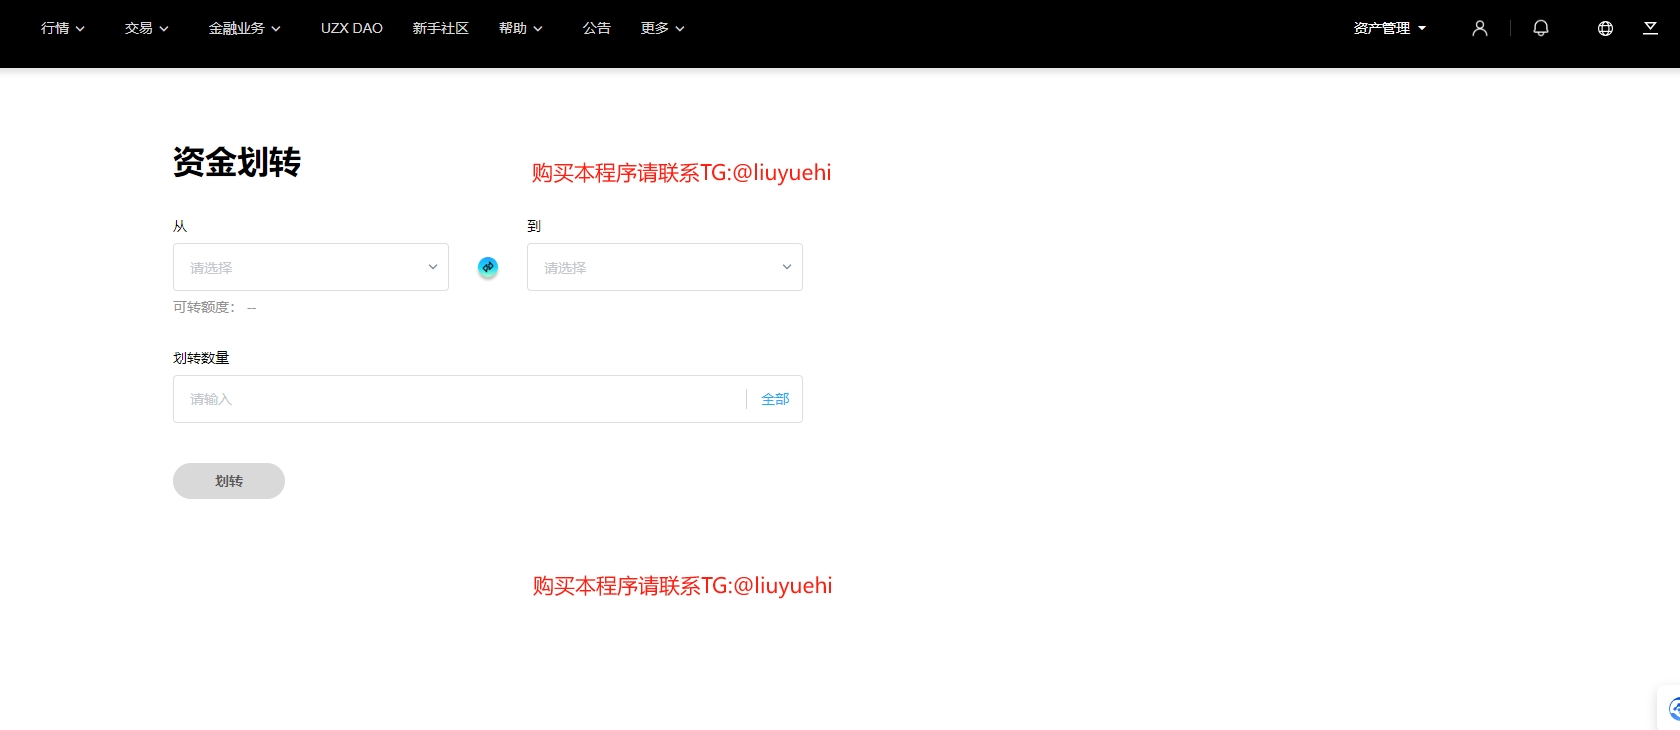 行情 交易 金融业务 UZX DAO 新手社区 帮助 公告 更多 资产管理
资金划转
购买本程序请联系TG:@liuyuehi
从 到
请选择 请选择
可转额度： --
划转数量
请输入 全部
划转
购买本程序请联系TG:@liuyuehi